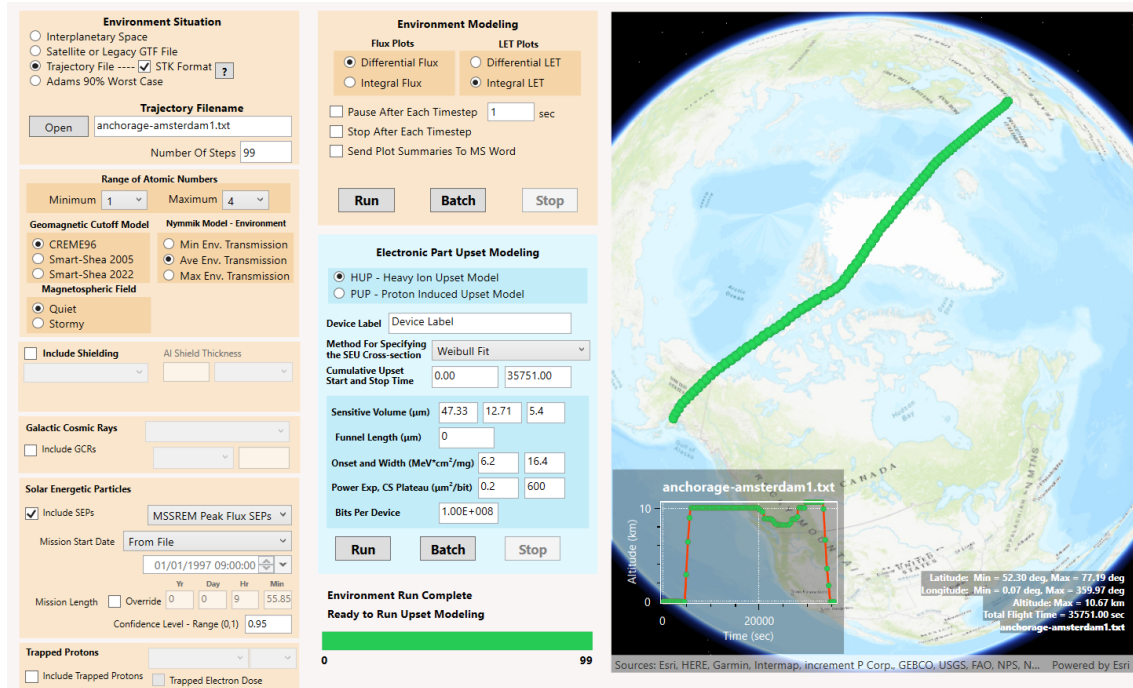 Environment Situation
Interplanetary Space
Satellite or Legacy GTF File
Trajectory File ---- STK Format ?
Adams 90% Worst Case
Trajectory Filename
Open anchorage-amsterdam1.txt
Number Of Steps 99
Range of Atomic Numbers
Minimum 1 Maximum 4
Geomagnetic Cutoff Model
CREME96
Smart-Shea 2005
Smart-Shea 2022
Magnetospheric Field
Quiet
Stormy
Nymmik Model - Environment
Min Env. Transmission
Ave Env. Transmission
Max Env. Transmission
Include Shielding Al Shield Thickness
Galactic Cosmic Rays
Include GCRs
Solar Energetic Particles
Include SEPs MSSREM Peak Flux SEPs
Mission Start Date From File
01/01/1997 09:00:00
Yr Day Hr Min
Mission Length Override 0 0 9 55.85
Confidence Level - Range (0,1) 0.95
Trapped Protons
Include Trapped Protons Trapped Electron Dose
Environment Modeling
Flux Plots LET Plots
Differential Flux Differential LET
Integral Flux Integral LET
Pause After Each Timestep 1 sec
Stop After Each Timestep
Send Plot Summaries To MS Word
Run Batch Stop
Electronic Part Upset Modeling
HUP - Heavy Ion Upset Model
PUP - Proton Induced Upset Model
Device Label Device Label
Method For Specifying
the SEU Cross-section Weibull Fit
Cumulative Upset
Start and Stop Time 0.00 35751.00
Sensitive Volume (μm) 47.33 12.71 5.4
Funnel Length (μm) 0
Onset and Width (MeV*cm²/mg) 6.2 16.4
Power Exp, CS Plateau (μm²/bit) 0.2 600
Bits Per Device 1.00E+008
Run Batch Stop
Environment Run Complete
Ready to Run Upset Modeling
0 99
Arctic
Ocean
Hudson
Bay
Gulf of
Alaska
CANADA
anchorage-amsterdam1.txt
Altitude (km)
10
0
0 20000
Time (sec)
Latitude: Min = 52.30 deg, Max = 77.19 deg
Longitude: Min = 0.07 deg, Max = 359.97 deg
Altitude: Max = 10.67 km
Total Flight Time = 35751.00 sec
anchorage-amsterdam1.txt
Sources: Esri, HERE, Garmin, Intermap, increment P Corp., GEBCO, USGS, FAO, NPS, N... Powered by Esri